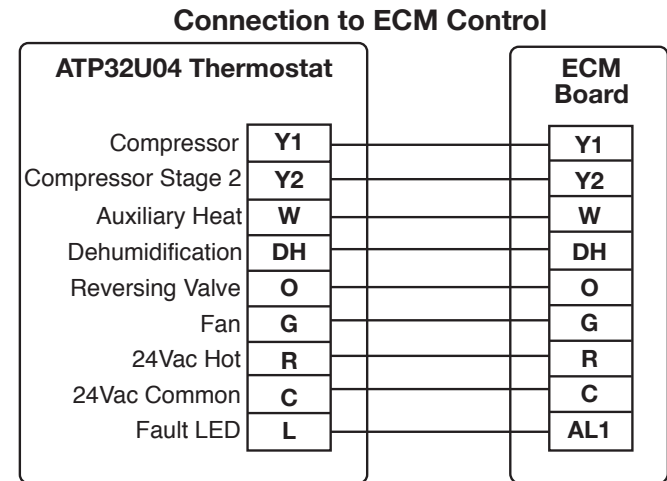 Connection to ECM Control
ATP32U04 Thermostat
ECM
Board
Compressor Y1 Y1
Compressor Stage 2 Y2 Y2
Auxiliary Heat W W
Dehumidification DH DH
Reversing Valve O O
Fan G G
24Vac Hot R R
24Vac Common C C
Fault LED L AL1